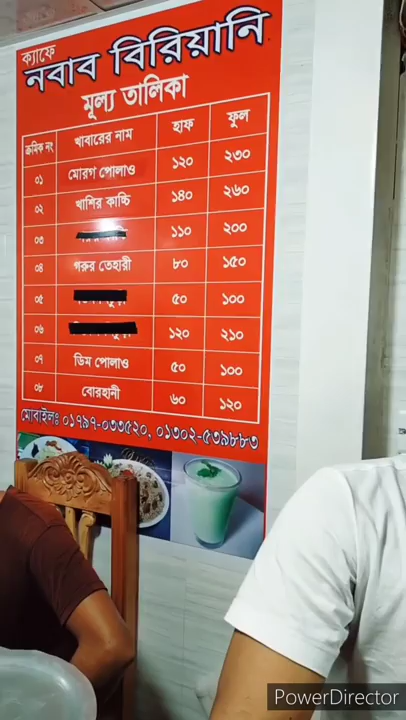 ক্যাফে
নবাব বিরিয়ানি
মূল্য তালিকা
ক্রমিক নং খাবারের নাম হাফ ফুল
০১ মোরগ পোলাও ১২০ ২৩০
০২ খাশির কাচ্চি ১৪০ ২৬০
০৩ ১১০ ২০০
০৪ গরুর তেহারী ৮০ ১৫০
০৫ ৫০ ১০০
০৬ ১২০ ২১০
০৭ ডিম পোলাও ৫০ ১০০
০৮ বোরহানী ৬০ ১২০
মোবাইলঃ ০১৭৯৭-০৩৩৫২০, ০১৩০২-৫৩৯৮৮৩
PowerDirector